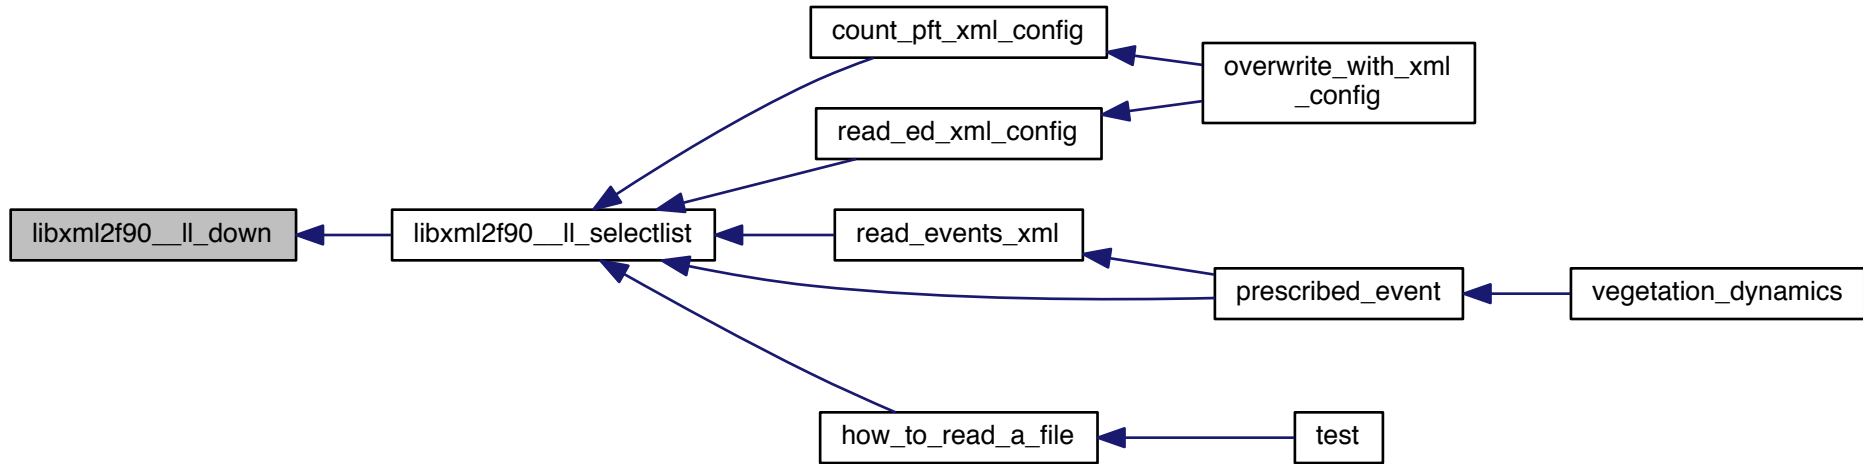 count_pft_xml_config
overwrite_with_xml
_config
read_ed_xml_config
libxml2f90__ll_down
libxml2f90__ll_selectlist
read_events_xml
prescribed_event
vegetation_dynamics
how_to_read_a_file
test